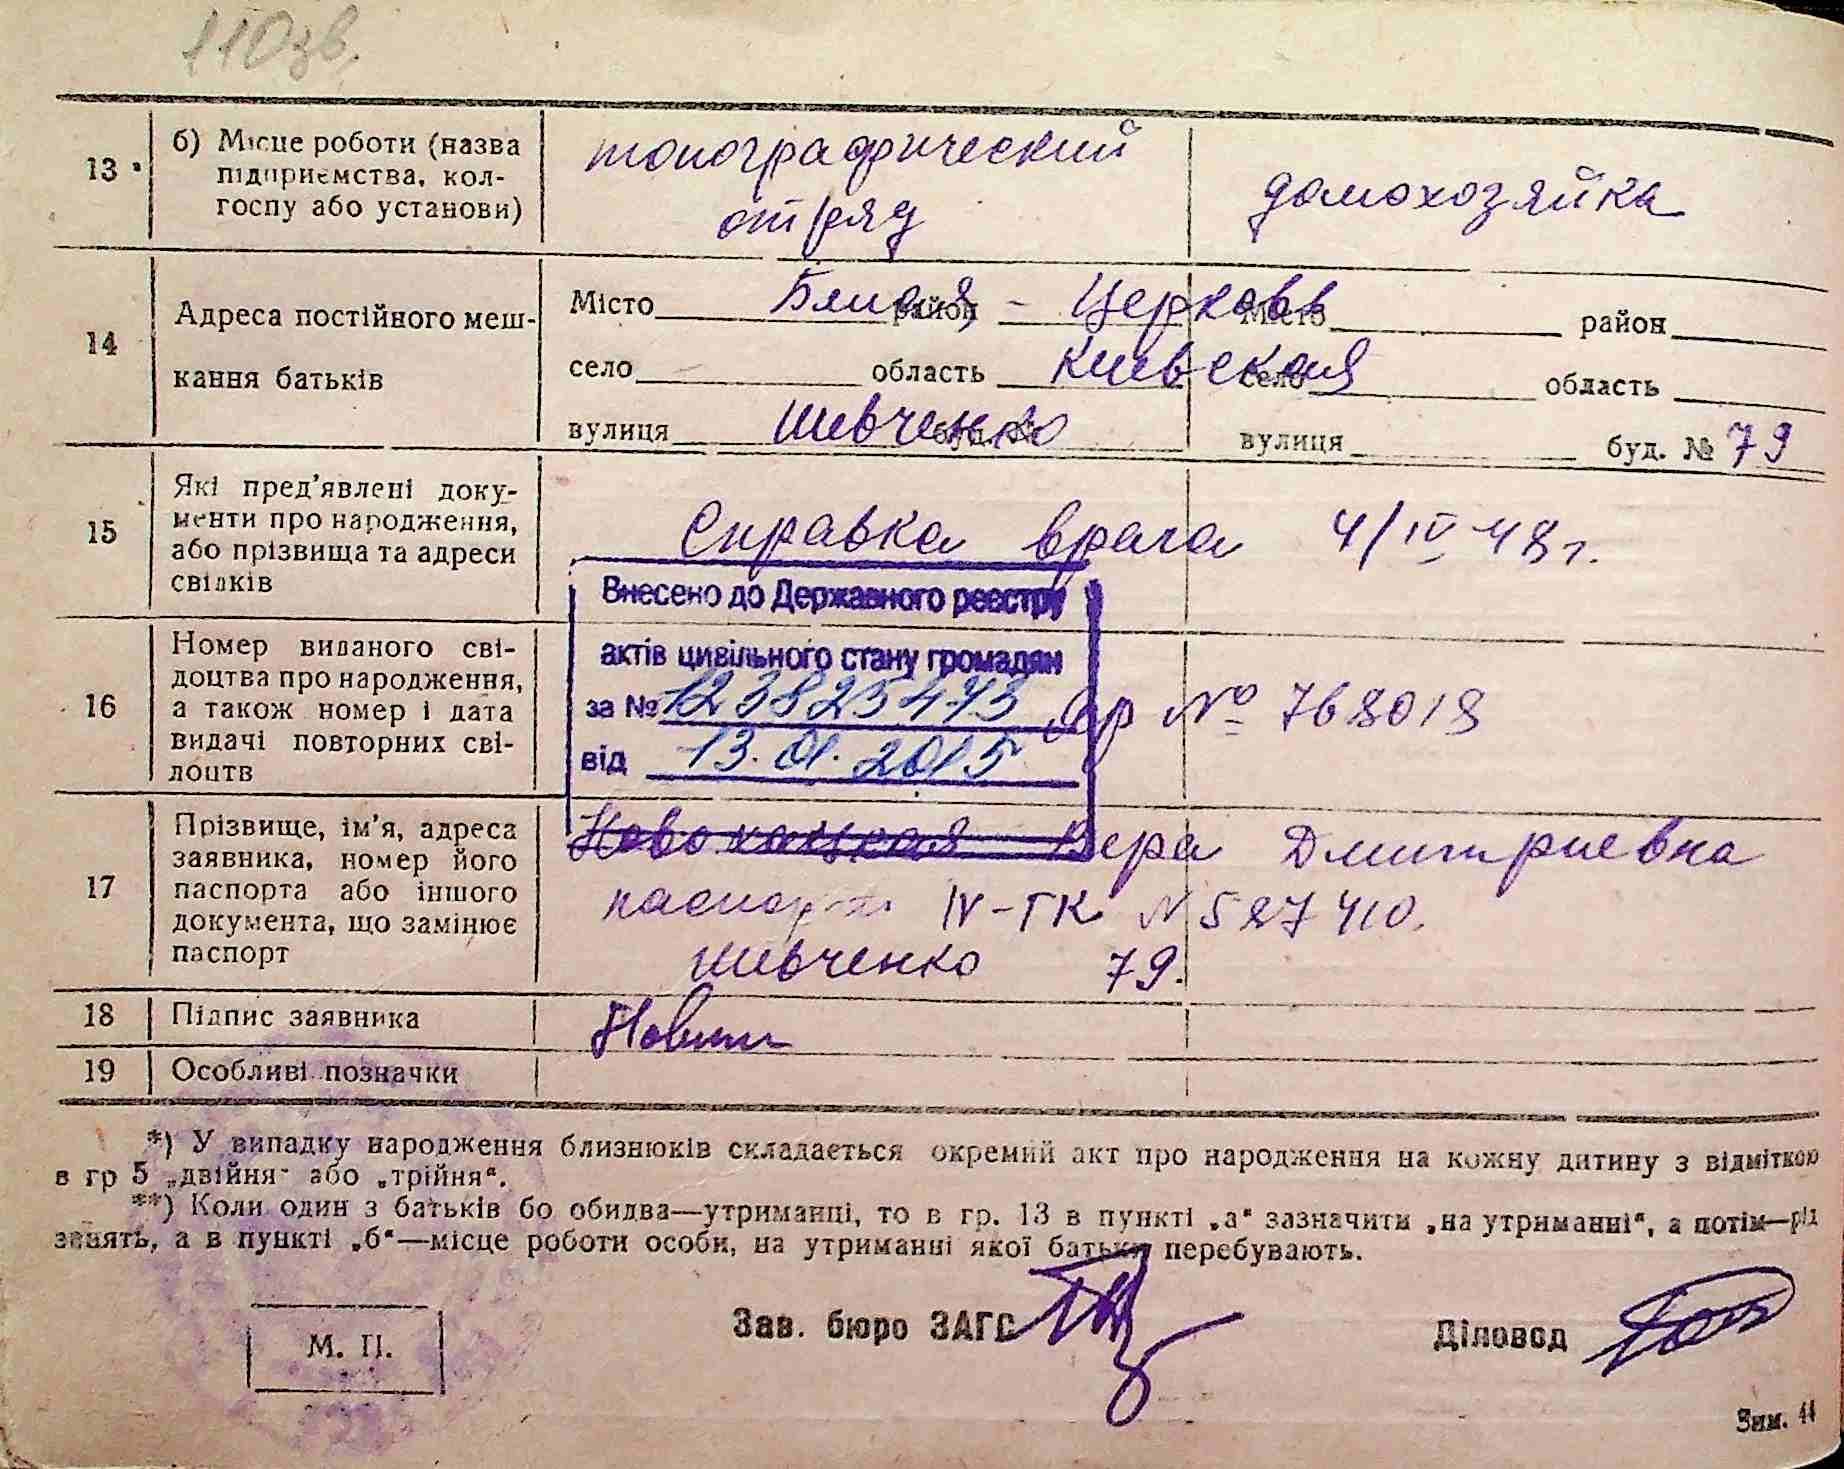 110 зв.
13 б) Місце роботи (назва підприємства, колгоспу або установи) топографический отряд домохозяйка
14 Адреса постійного мешкання батьків
Місто Белая район - Церковь Місто район
село область Киевская село область
вулиця Шевченко буд. № вулиця буд. № 79
15 Які пред'явлені документи про народження, або прізвища та адреси свідків Справка врача 4/IV-48 г.
Внесено до Державного реєстру
актів цивільного стану громадян
за № 123825473
від 13.01.2015
16 Номер виданого свідоцтва про народження, а також номер і дата видачі повторних свідоцтв № 768018
17 Прізвище, ім'я, адреса заявника, номер його паспорта або іншого документа, що замінює паспорт
Вера Дмитриевна
паспорт IV-ГК N 587410.
Шевченко 79.
18 Підпис заявника
19 Особливі позначки
*) У випадку народження близнюків складається окремий акт про народження на кожну дитину з відміткою
в гр 5 „двійня" або „трійня".
**) Коли один з батьків бо обидва—утриманці, то в гр. 13 в пункті „а" зазначити „на утриманні", а потім—рід
занять, а в пункті „б"—місце роботи особи, на утриманні якої батьки перебувають.
М. П. Зав. бюро ЗАГС Діловод
Зим. 44